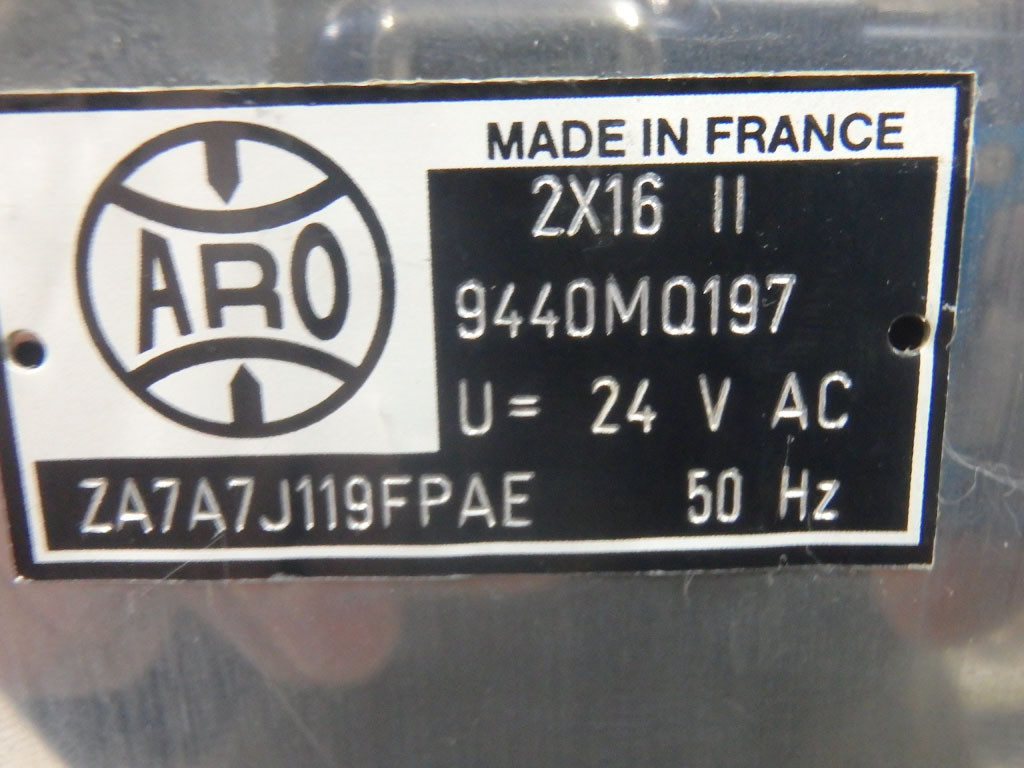 ARO
MADE IN FRANCE
2X16 II
9440MQ197
U= 24 V AC
ZA7A7J119FPAE 50 Hz